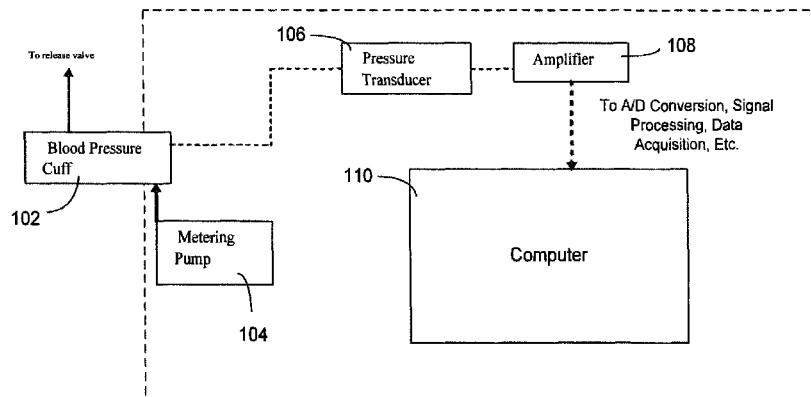 106
Pressure
Transducer
Amplifier
108
To release valve
To A/D Conversion, Signal
Processing, Data
Acquisition, Etc.
Blood Pressure
Cuff
102
110
Metering
Pump
104
Computer